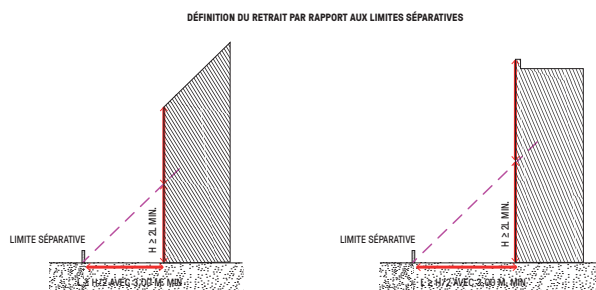 DÉFINITION DU RETRAIT PAR RAPPORT AUX LIMITES SÉPARATIVES
H ≥ 2L MIN.
LIMITE SÉPARATIVE
L ≥ H/2 AVEC 3,00 M. MIN.
H ≥ 2L MIN.
LIMITE SÉPARATIVE
L ≥ H/2 AVEC 3,00 M. MIN.